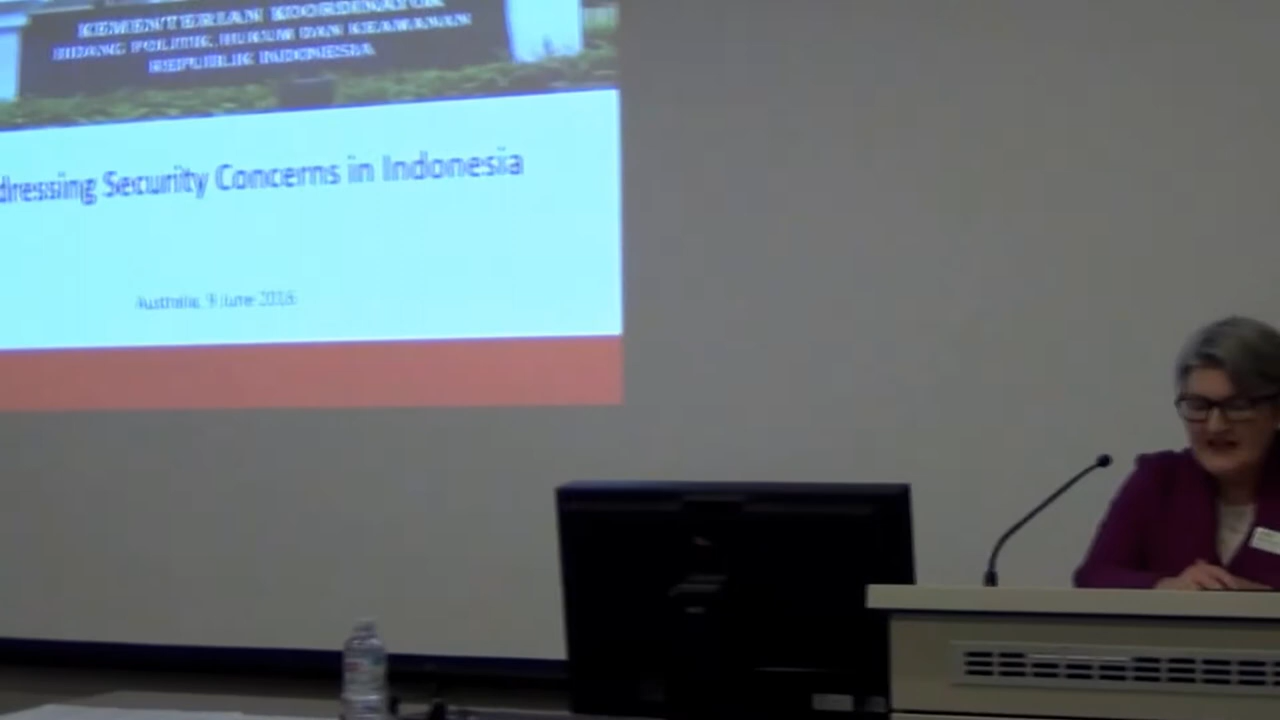 KEMENTERIAN KOORDINATOR
BIDANG POLITIK, HUKUM DAN KEAMANAN
REPUBLIK INDONESIA
dressing Security Concerns in Indonesia
Australia, 9 June 2016